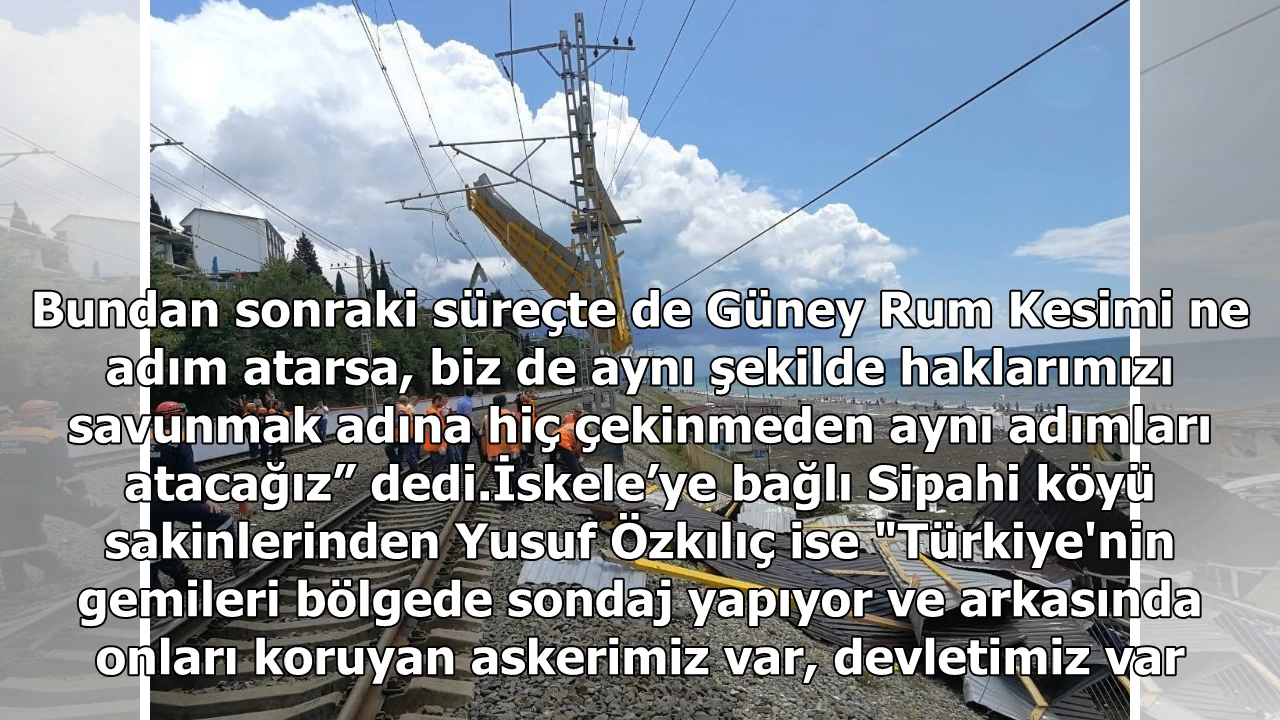 Bundan sonraki süreçte de Güney Rum Kesimi ne
adım atarsa, biz de aynı şekilde haklarımızı
savunmak adına hiç çekinmeden aynı adımları
atacağız” dedi.İskele’ye bağlı Sipahi köyü
sakinlerinden Yusuf Özkılıç ise "Türkiye'nin
gemileri bölgede sondaj yapıyor ve arkasında
onları koruyan askerimiz var, devletimiz var